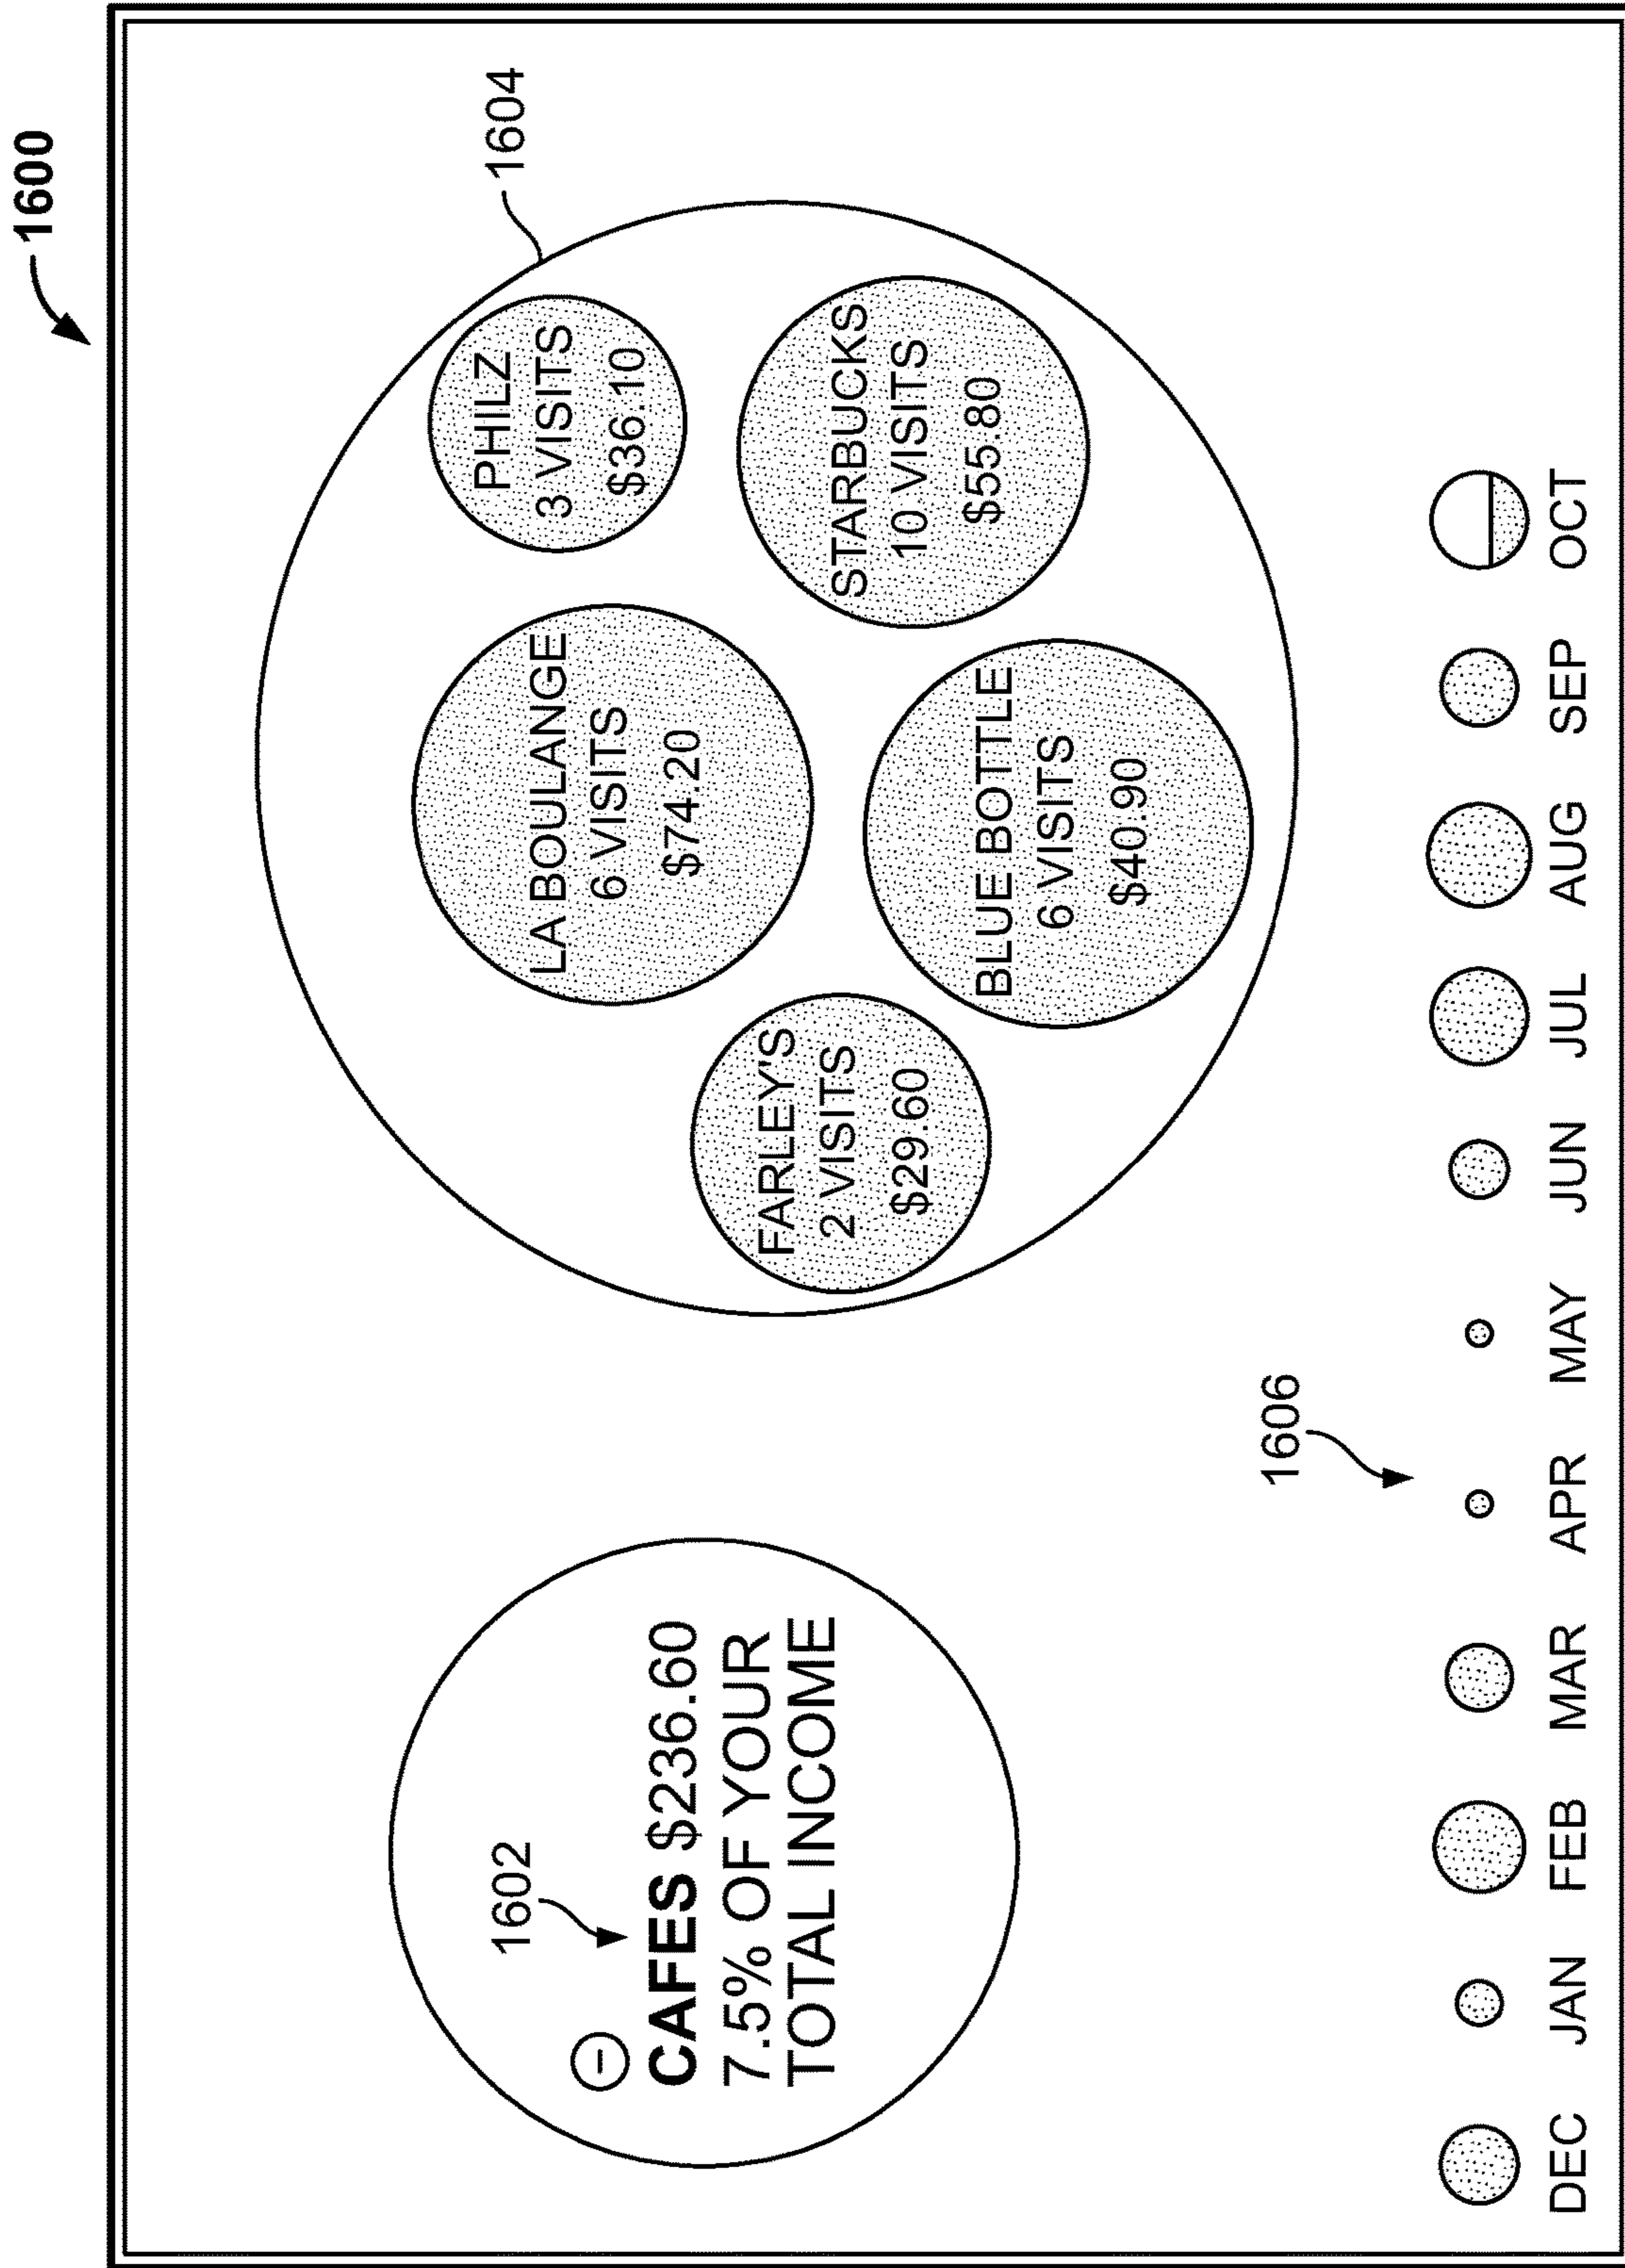 1600
1602
CAFES $236.60
7.5% OF YOUR
TOTAL INCOME
1604
PHILZ
3 VISITS
$36.10
LA BOULANGE
6 VISITS
$74.20
FARLEY'S
2 VISITS
$29.60
STARBUCKS
10 VISITS
$55.80
BLUE BOTTLE
6 VISITS
$40.90
1606
DEC JAN FEB MAR APR MAY JUN JUL AUG SEP OCT